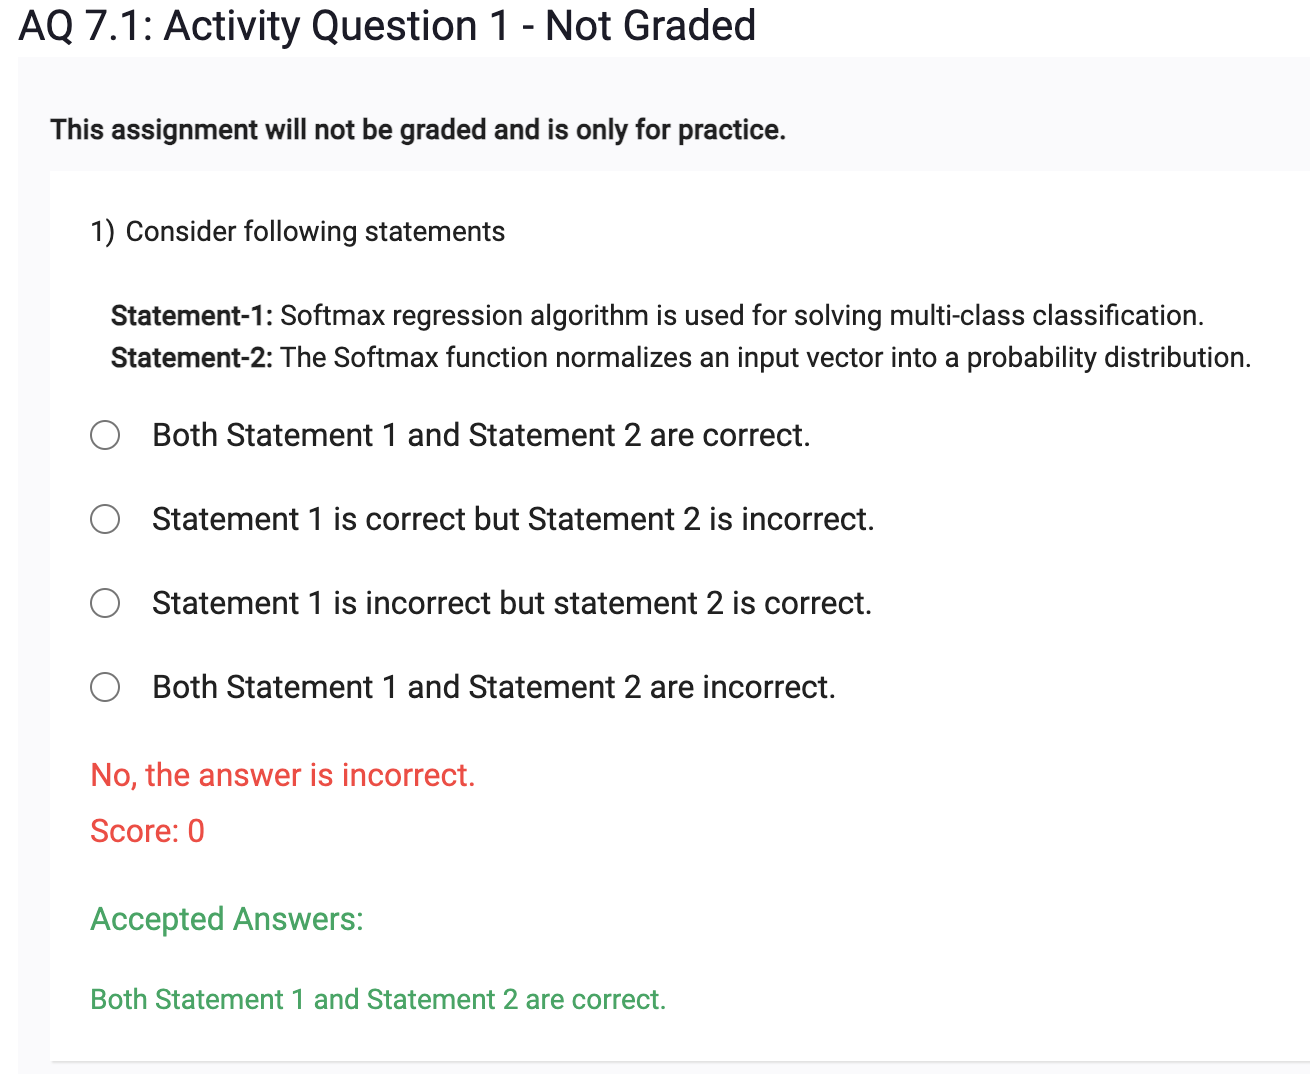 AQ 7.1: Activity Question 1 - Not Graded
This assignment will not be graded and is only for practice.
1) Consider following statements
Statement-1: Softmax regression algorithm is used for solving multi-class classification.
Statement-2: The Softmax function normalizes an input vector into a probability distribution.
Both Statement 1 and Statement 2 are correct.
Statement 1 is correct but Statement 2 is incorrect.
Statement 1 is incorrect but statement 2 is correct.
Both Statement 1 and Statement 2 are incorrect.
No, the answer is incorrect.
Score: 0
Accepted Answers:
Both Statement 1 and Statement 2 are correct.